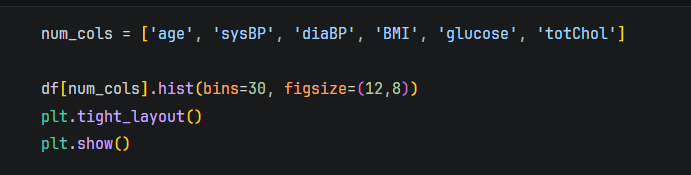 num_cols = ['age', 'sysBP', 'diaBP', 'BMI', 'glucose', 'totChol']
df[num_cols].hist(bins=30, figsize=(12,8))
plt.tight_layout()
plt.show()